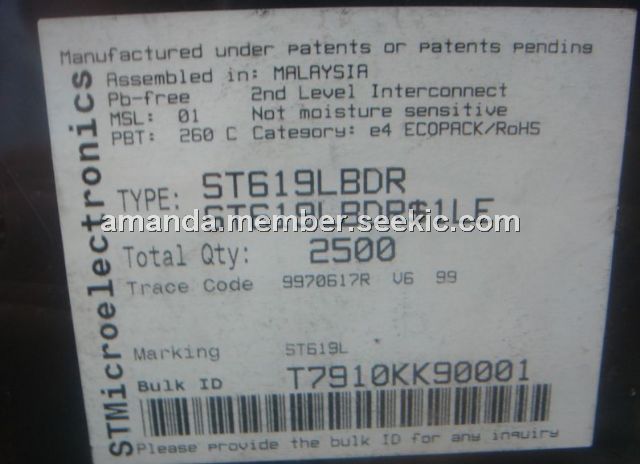 Manufactured under patents or patents pending
STMicroelectronics
Assembled in: MALAYSIA
Pb-free 2nd Level Interconnect
MSL: 01 Not moisture sensitive
PBT: 260 C Category: e4 ECOPACK/RoHS
TYPE: ST619LBDR
ST619LBDR$1LF
amanda.member.seekic.com
Total Qty: 2500
Trace Code 9970617R V6 99
Marking ST619L
Bulk ID T7910KK90001
Please provide the bulk ID for any inquiry